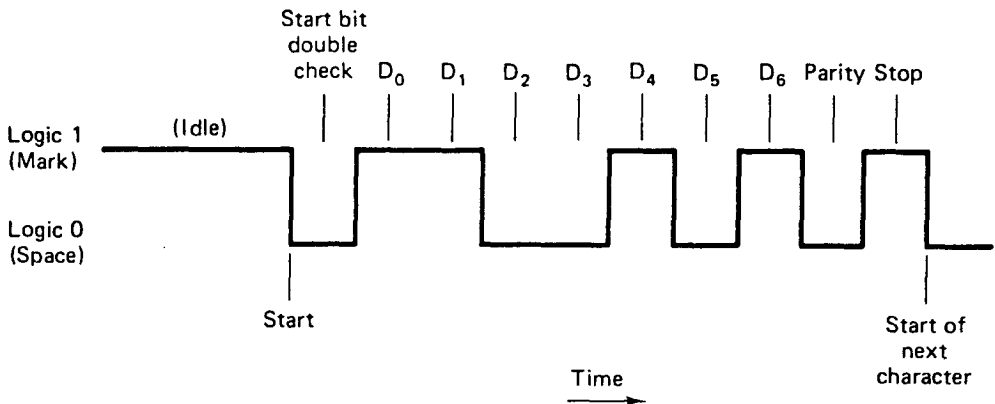 Start bit
double
check
D₀
D₁
D₂
D₃
D₄
D₅
D₆
Parity
Stop
(Idle)
Logic 1
(Mark)
Logic 0
(Space)
Start
Start of
next
character
Time